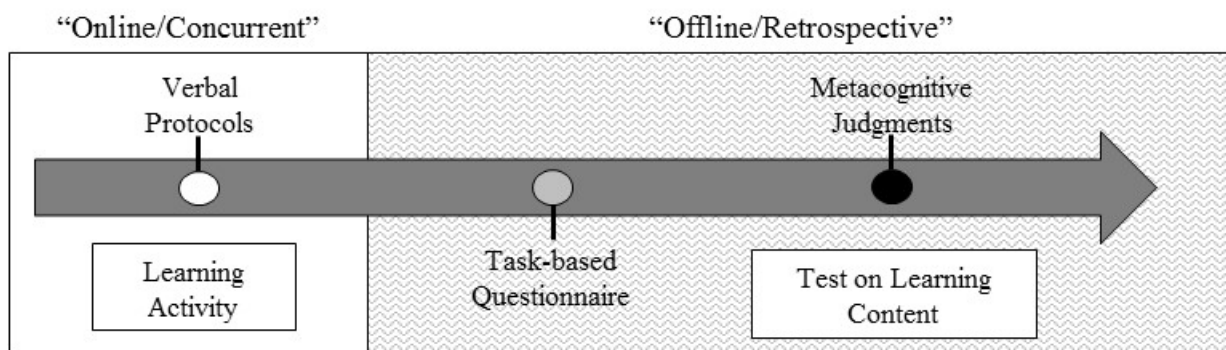 “Online/Concurrent”
“Offline/Retrospective”
Verbal
Protocols
Metacognitive
Judgments
Learning
Activity
Task-based
Questionnaire
Test on Learning
Content